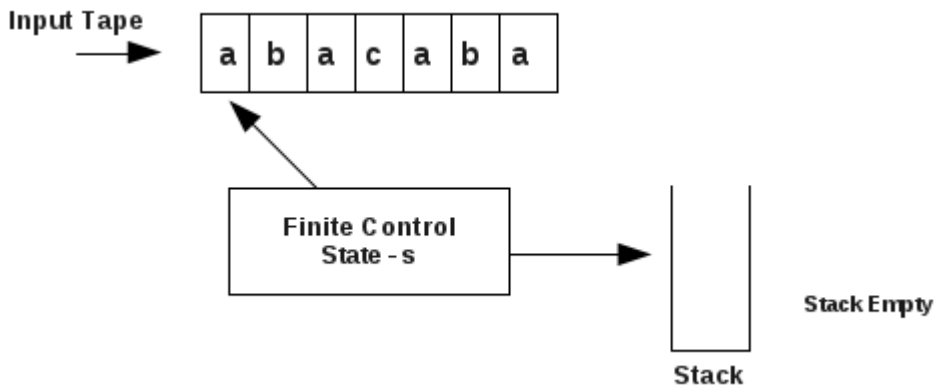 Input Tape
a b a c a b a
Finite Control
State - s
Stack Empty
Stack